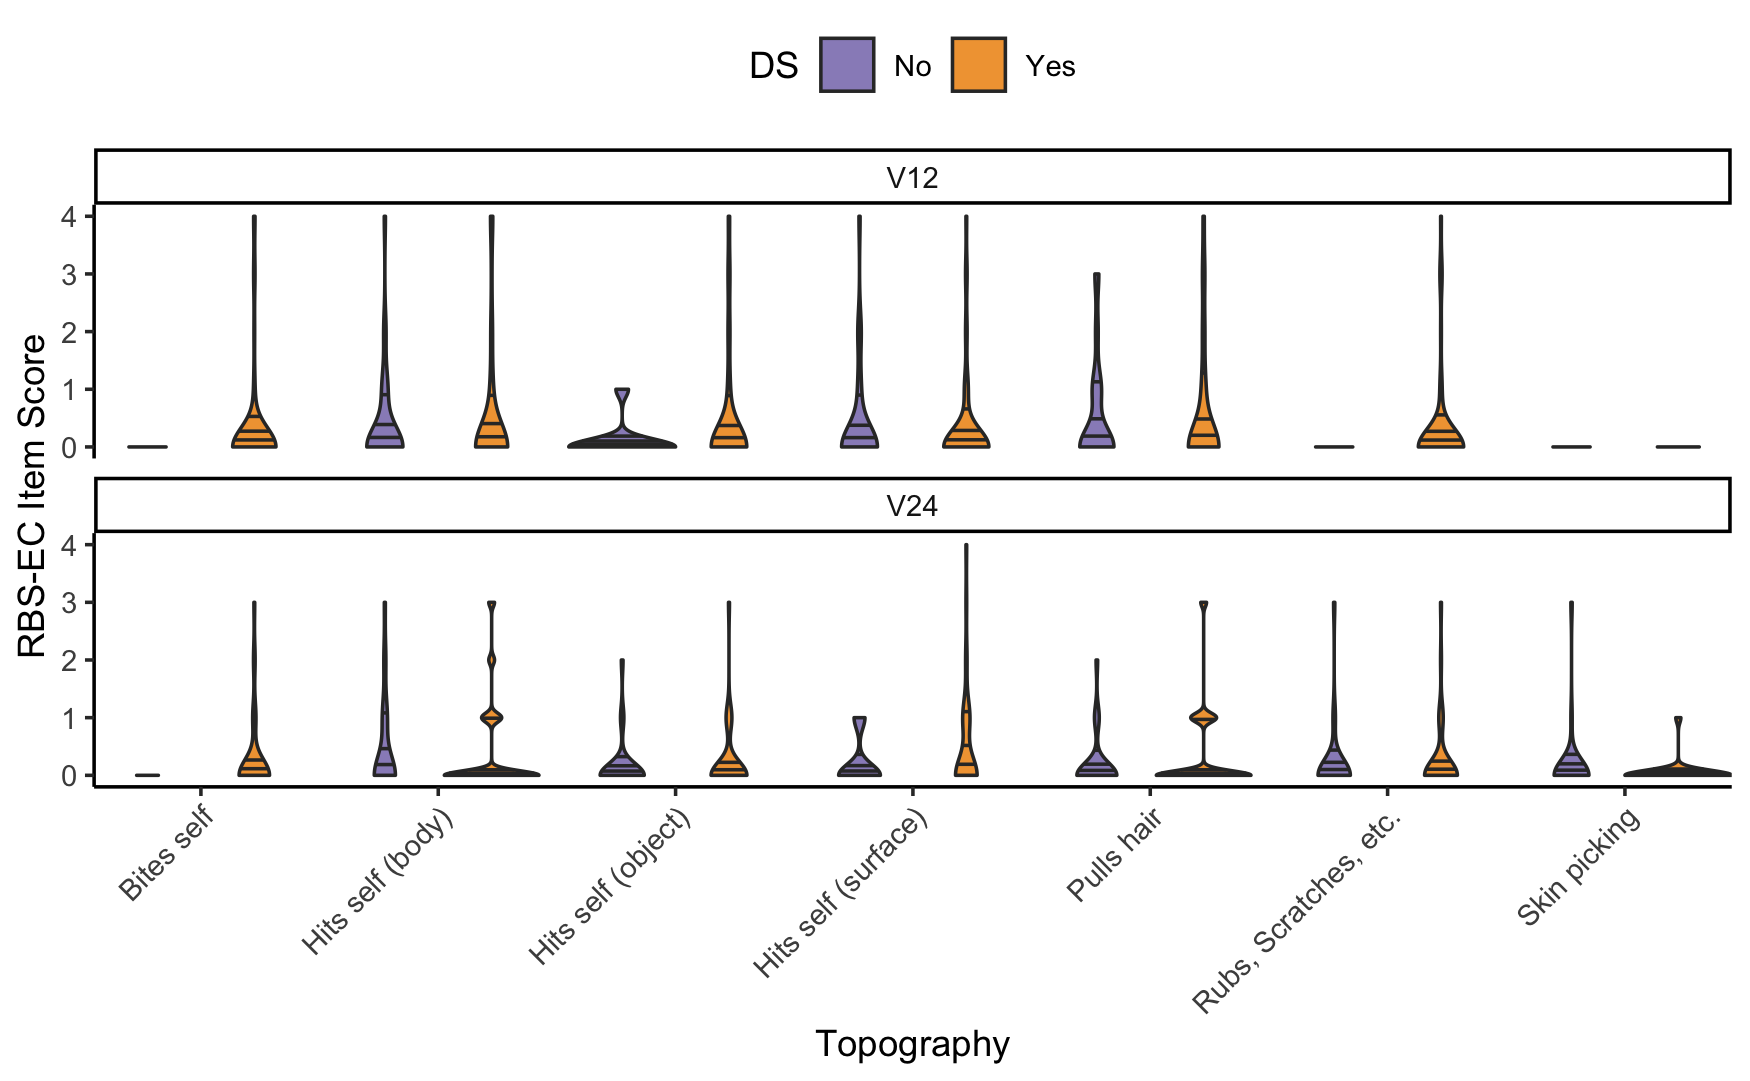 DS No Yes
V12
4
3
2
1
0
V24
4
3
2
1
0
RBS-EC Item Score
Bites self
Hits self (body)
Hits self (object)
Hits self (surface)
Pulls hair
Rubs, Scratches, etc.
Skin picking
Topography